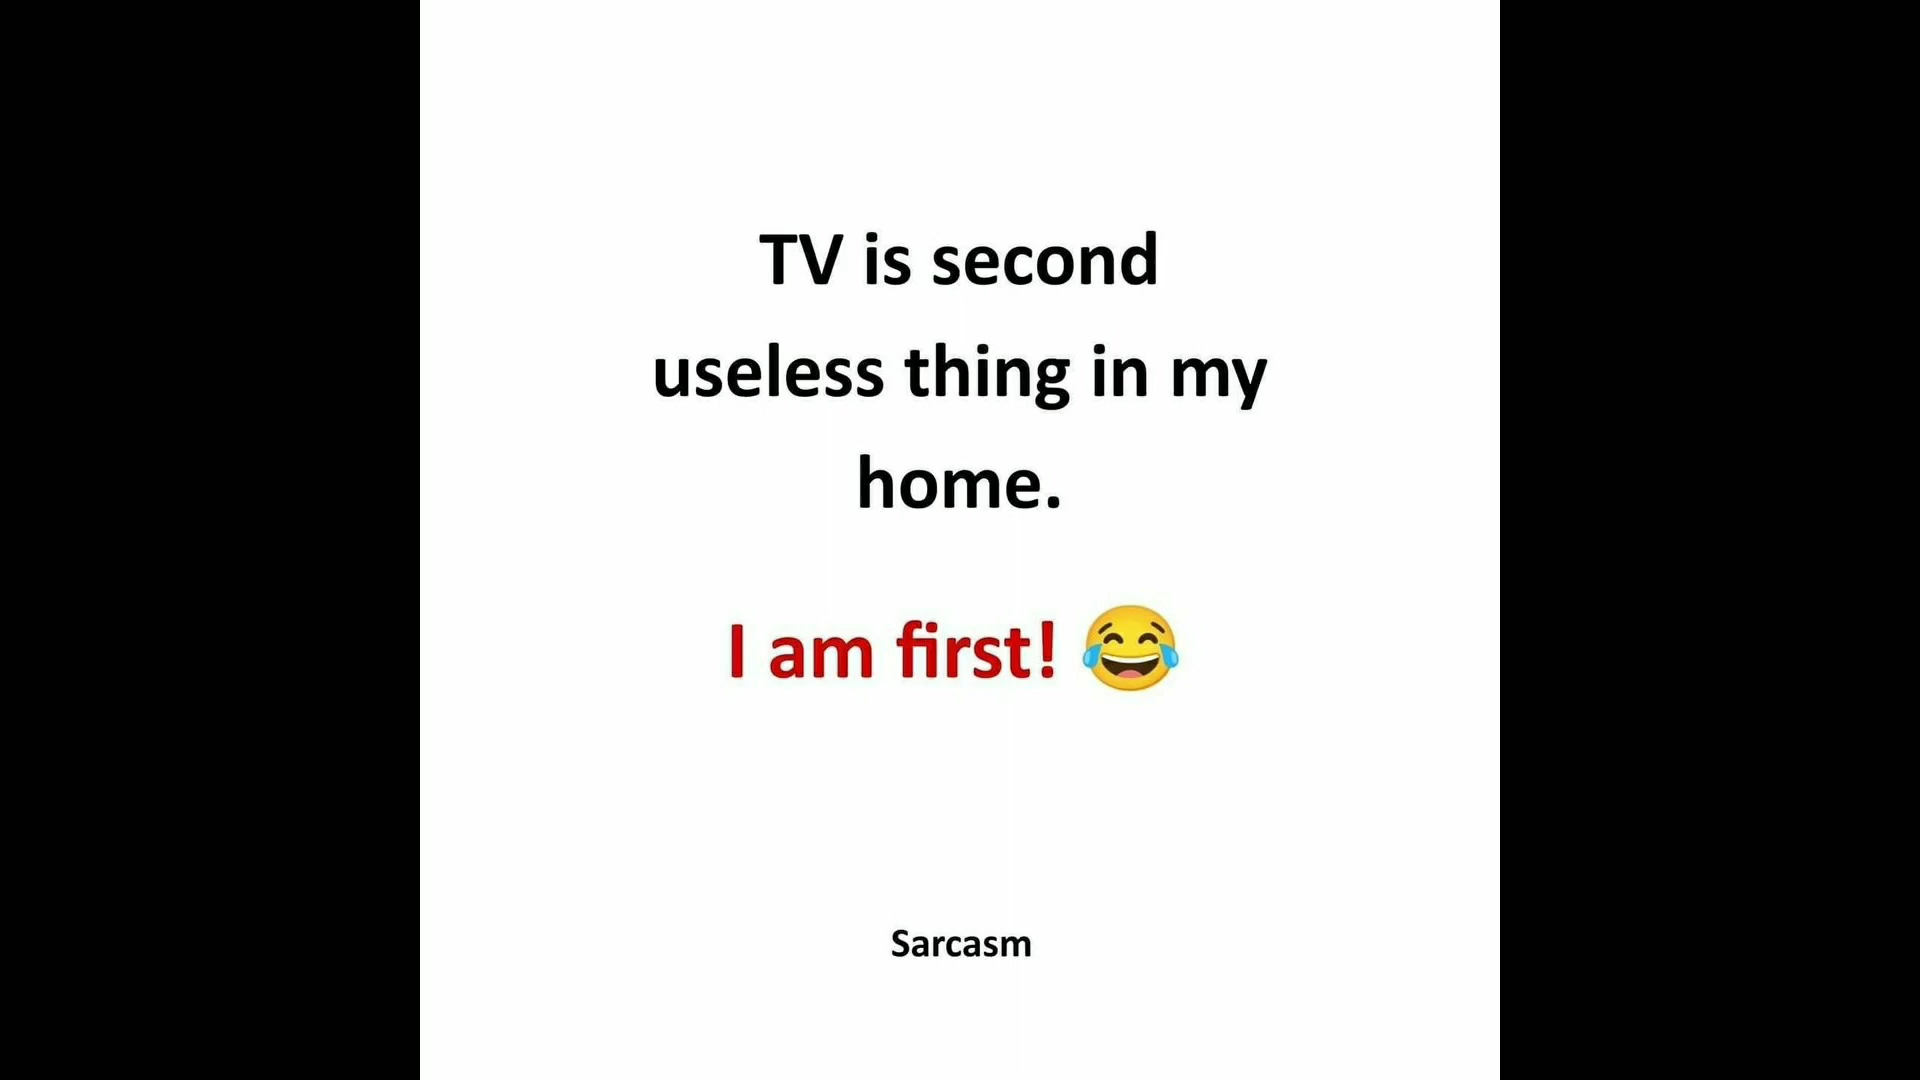 TV is second
useless thing in my
home.
I am first! 😂
Sarcasm